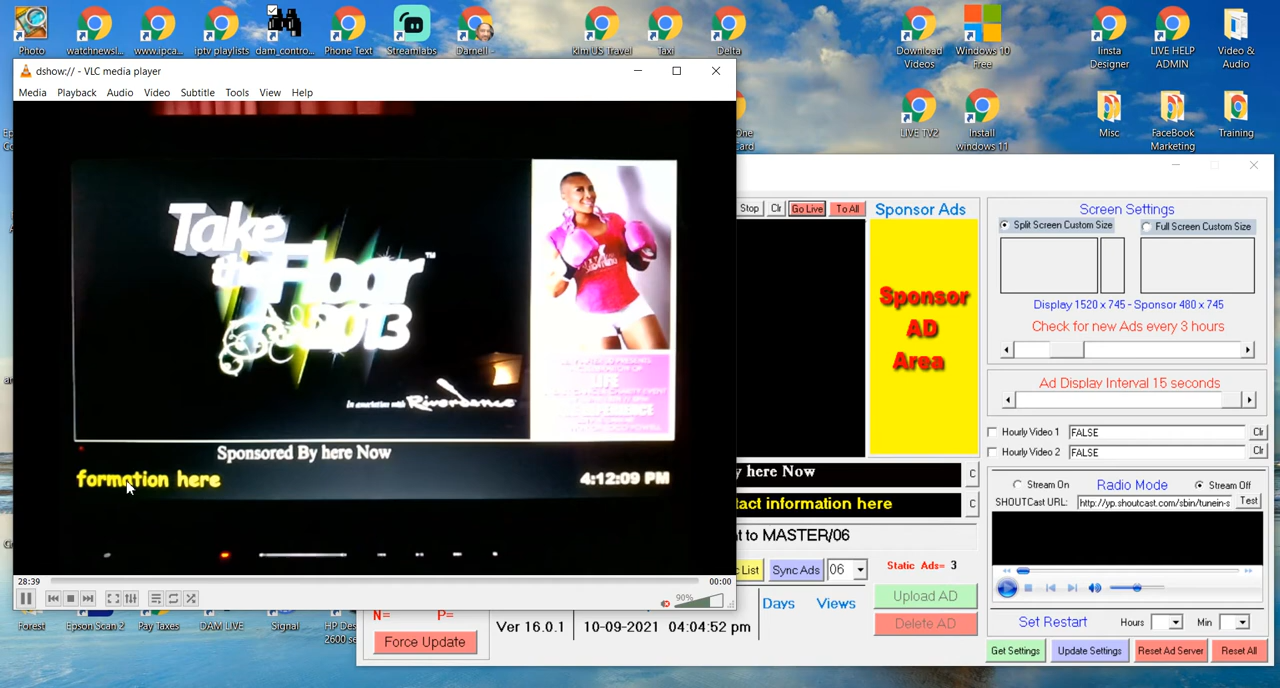 Photo
watchnewsl...
www.ipca...
iptv playlists
dam_contro...
Phone Text
Streamlabs
Darnell -
Kim US Travel
Taxi
Delta
Download Videos
Windows 10 Free
Iinsta Designer
LIVE-HELP ADMIN
Video & Audio
LIVE TV2
Install windows 11
Misc
FaceBook Marketing
Training
dshow:// - VLC media player
Media Playback Audio Video Subtitle Tools View Help
Take
the Floor™
2013
In association with Riverdance
LIFE
EXPERIENCE
Sponsored By here Now
formation here
4:12:09 PM
28:39
00:00
90%
Stop Clr Go Live To All
Sponsor Ads
Sponsor
AD
Area
y here Now
C
tact information here
C
t to MASTER/06
c List Sync Ads 06
Static Ads= 3
Days Views
Upload AD
Delete AD
N= P=
Force Update
Ver 16.0.1
10-09-2021 04:04:52 pm
Screen Settings
Split Screen Custom Size
Full Screen Custom Size
Display 1520 x 745 - Sponsor 480 x 745
Check for new Ads every 3 hours
Ad Display Interval 15 seconds
Hourly Video 1 FALSE Clr
Hourly Video 2 FALSE Clr
Stream On Radio Mode Stream Off
SHOUTCast URL: http://yp.shoutcast.com/sbin/tunein-s Test
Set Restart Hours Min
Get Settings Update Settings Reset Ad Server Reset All
Forest
Epson Scan 2
Pay Taxes
DAM LIVE
Signal
HP Des
2600 se